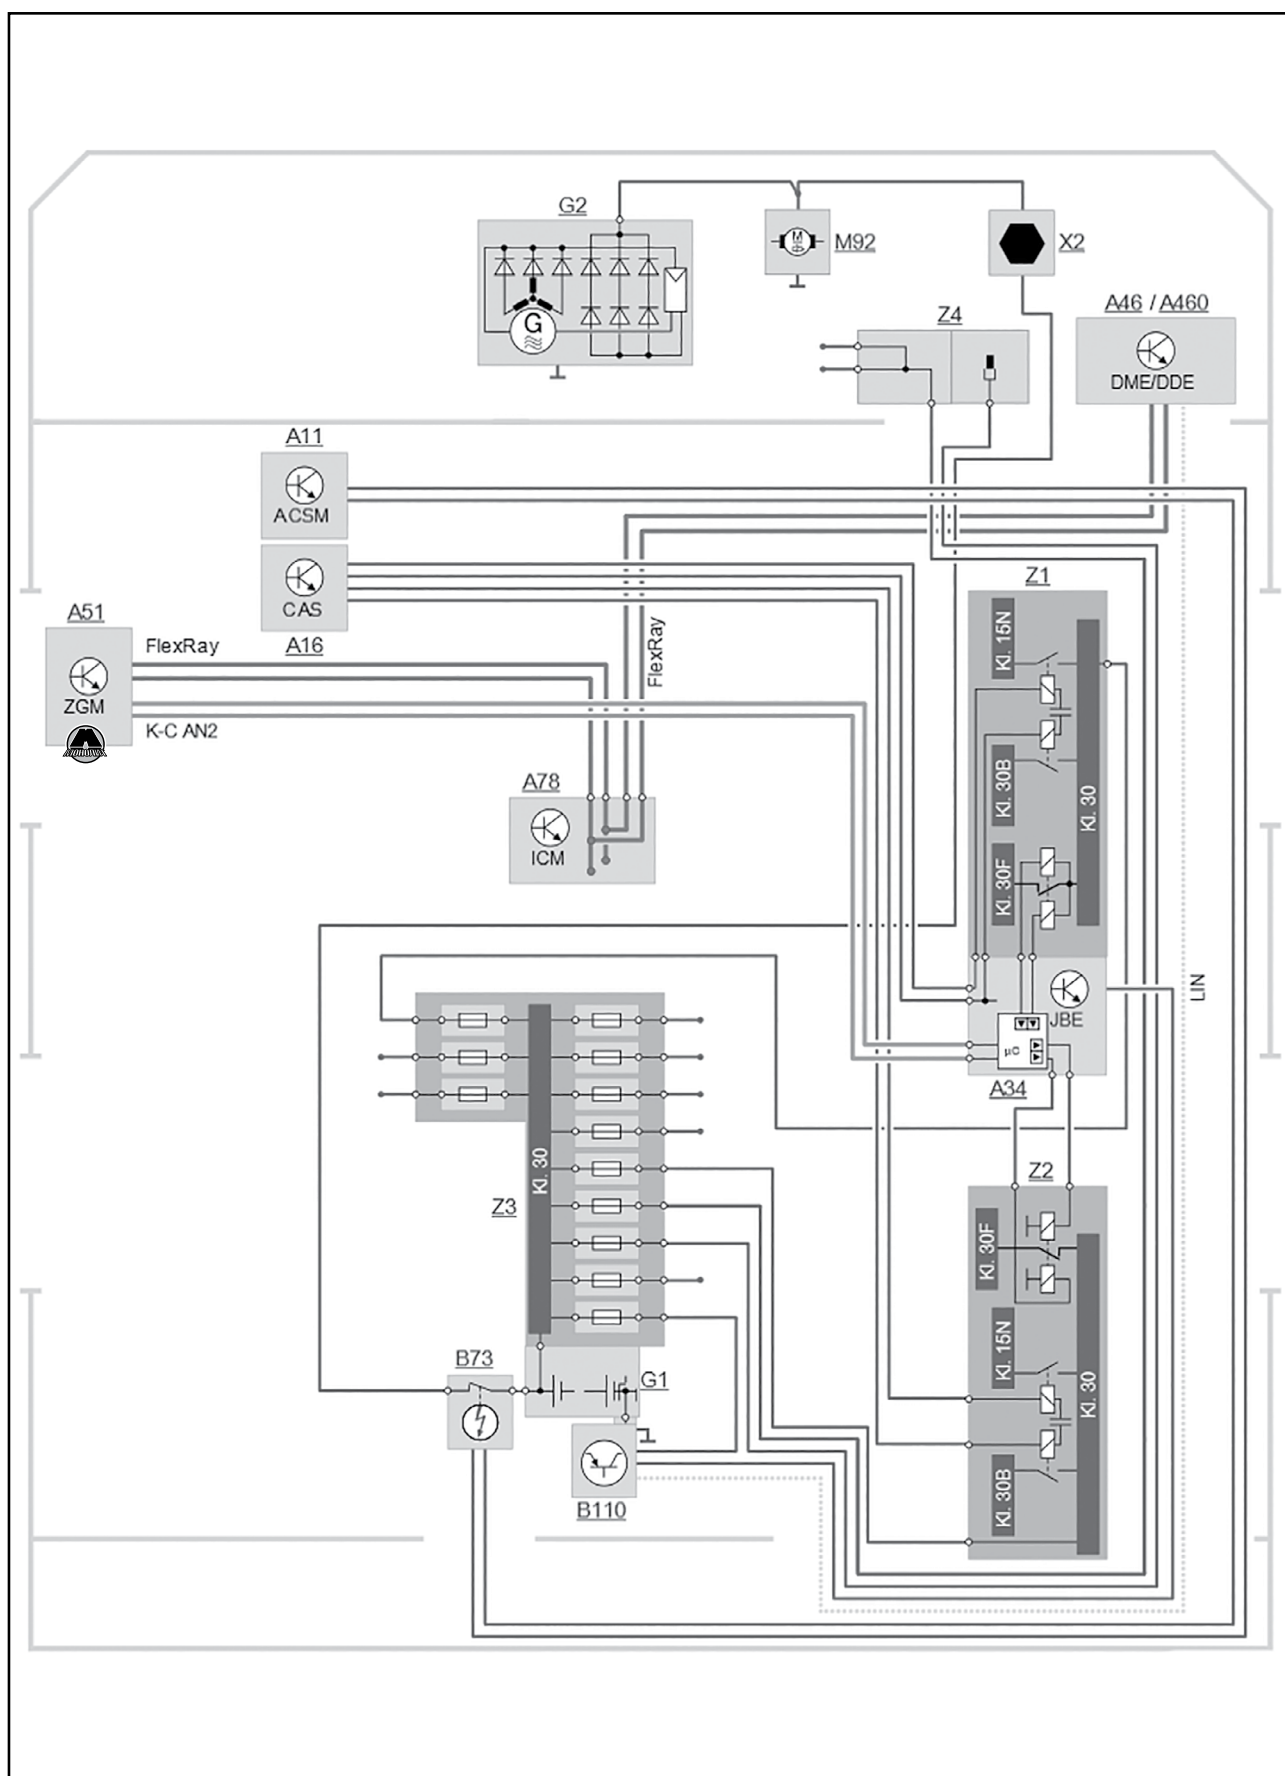 G2
M
M92
X2
G
Z4
A46 / A460
DME/DDE
A11
ACSM
CAS
A16
A51
ZGM
FlexRay
K-C AN2
FlexRay
Z1
Kl. 15N
Kl. 30B
Kl. 30
Kl. 30F
A78
ICM
LIN
JBE
µC
A34
Kl. 30
Z3
Z2
Kl. 30F
Kl. 15N
Kl. 30
Kl. 30B
B73
G1
B110